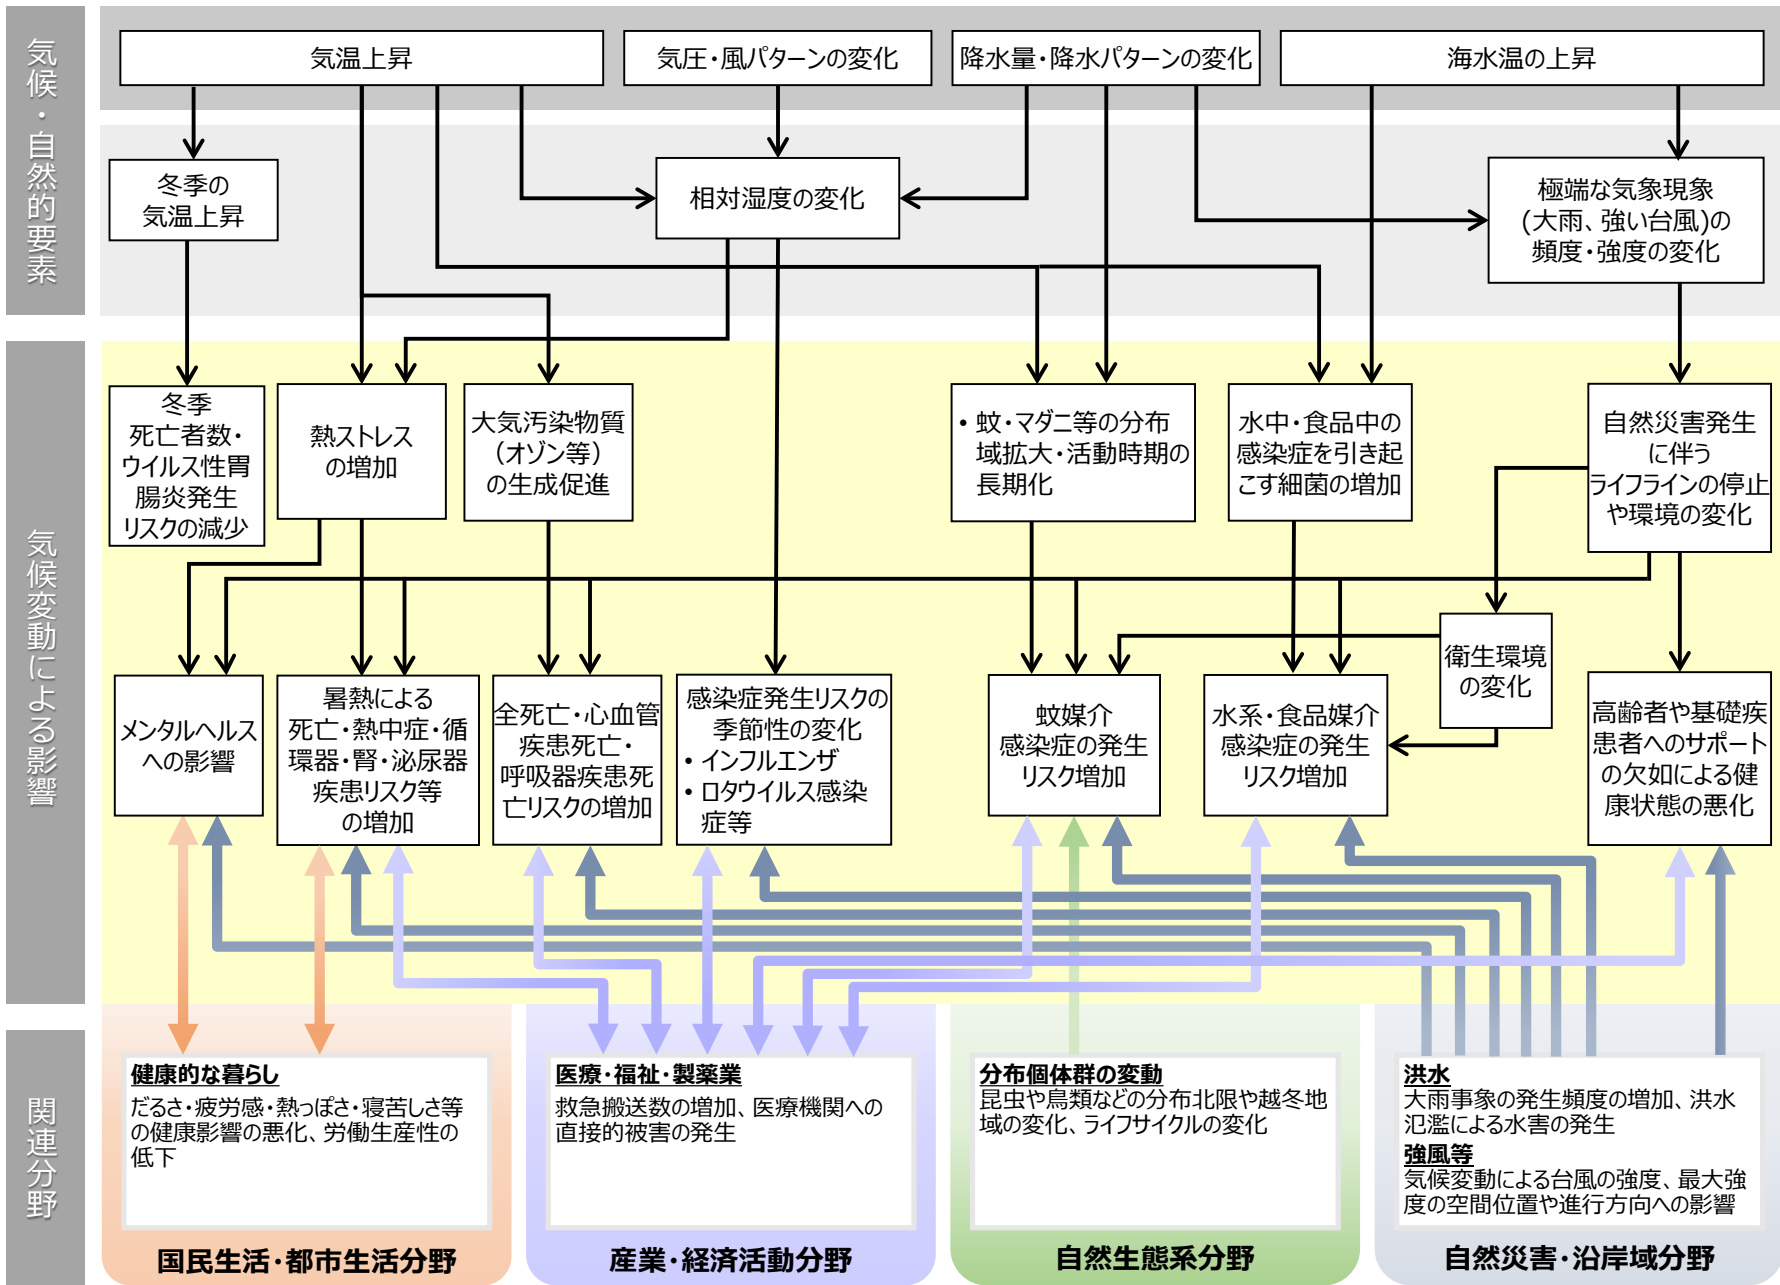 気候・自然的要素
気温上昇
気圧・風パターンの変化
降水量・降水パターンの変化
海水温の上昇
冬季の
気温上昇
相対湿度の変化
極端な気象現象
(大雨、強い台風)の
頻度・強度の変化
気候変動による影響
冬季
死亡者数・
ウイルス性胃
腸炎発生
リスクの減少
熱ストレス
の増加
大気汚染物質
（オゾン等）
の生成促進
• 蚊・マダニ等の分布
域拡大・活動時期の
長期化
水中・食品中の
感染症を引き起
こす細菌の増加
自然災害発生
に伴う
ライフラインの停止
や環境の変化
衛生環境
の変化
メンタルヘルス
への影響
暑熱による
死亡・熱中症・循
環器・腎・泌尿器
疾患リスク等
の増加
全死亡・心血管
疾患死亡・
呼吸器疾患死
亡リスクの増加
感染症発生リスクの
季節性の変化
• インフルエンザ
• ロタウイルス感染
症等
蚊媒介
感染症の発生
リスク増加
水系・食品媒介
感染症の発生
リスク増加
高齢者や基礎疾
患者へのサポート
の欠如による健
康状態の悪化
関連分野
健康的な暮らし
だるさ・疲労感・熱っぽさ・寝苦しさ等
の健康影響の悪化、労働生産性の
低下
国民生活・都市生活分野
医療・福祉・製薬業
救急搬送数の増加、医療機関への
直接的被害の発生
産業・経済活動分野
分布個体群の変動
昆虫や鳥類などの分布北限や越冬地
域の変化、ライフサイクルの変化
自然生態系分野
洪水
大雨事象の発生頻度の増加、洪水
氾濫による水害の発生
強風等
気候変動による台風の強度、最大強
度の空間位置や進行方向への影響
自然災害・沿岸域分野